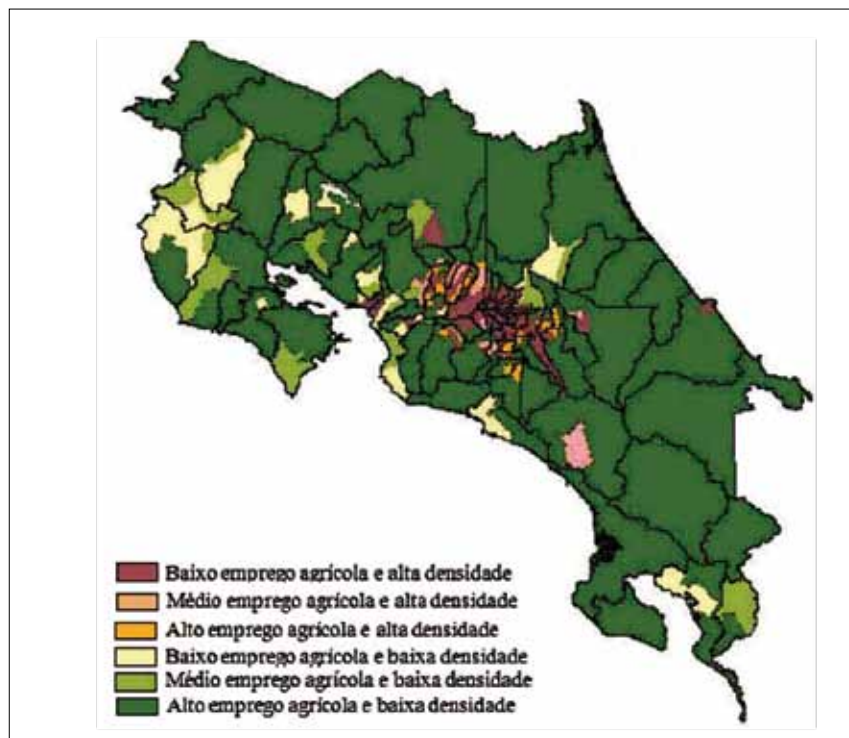 Baixo emprego agrícola e alta densidade
Médio emprego agrícola e alta densidade
Alto emprego agrícola e alta densidade
Baixo emprego agrícola e baixa densidade
Médio emprego agrícola e baixa densidade
Alto emprego agrícola e baixa densidade